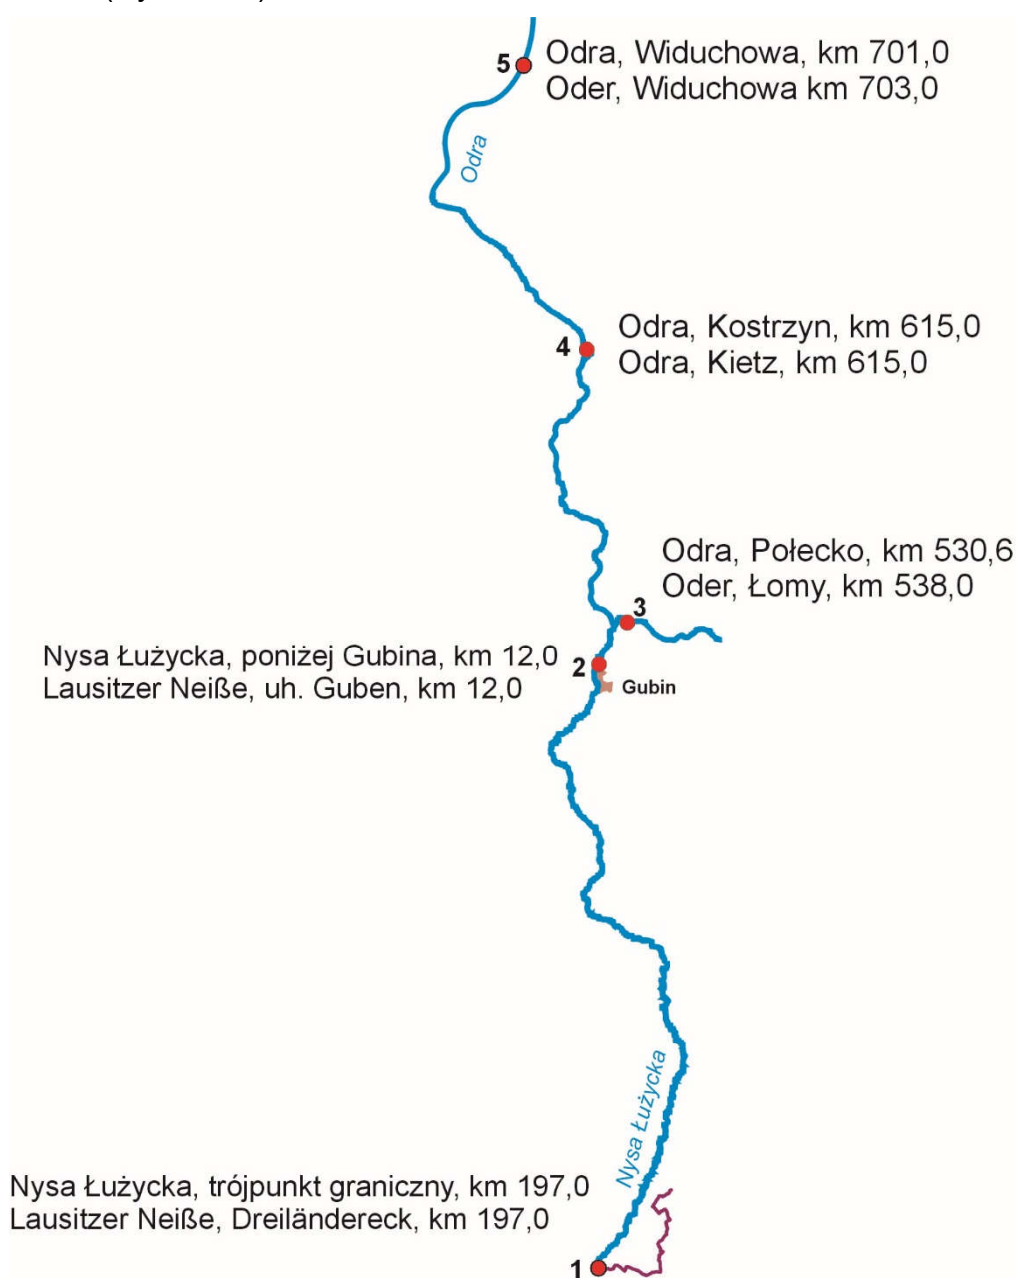 5
Odra, Widuchowa, km 701,0
Oder, Widuchowa km 703,0
Odra
4
Odra, Kostrzyn, km 615,0
Odra, Kietz, km 615,0
Odra, Połecko, km 530,6
Oder, Łomy, km 538,0
3
Nysa Łużycka, poniżej Gubina, km 12,0
Lausitzer Neiße, uh. Guben, km 12,0
2
Gubin
Nysa Łużycka
Nysa Łużycka, trójpunkt graniczny, km 197,0
Lausitzer Neiße, Dreiländereck, km 197,0
1